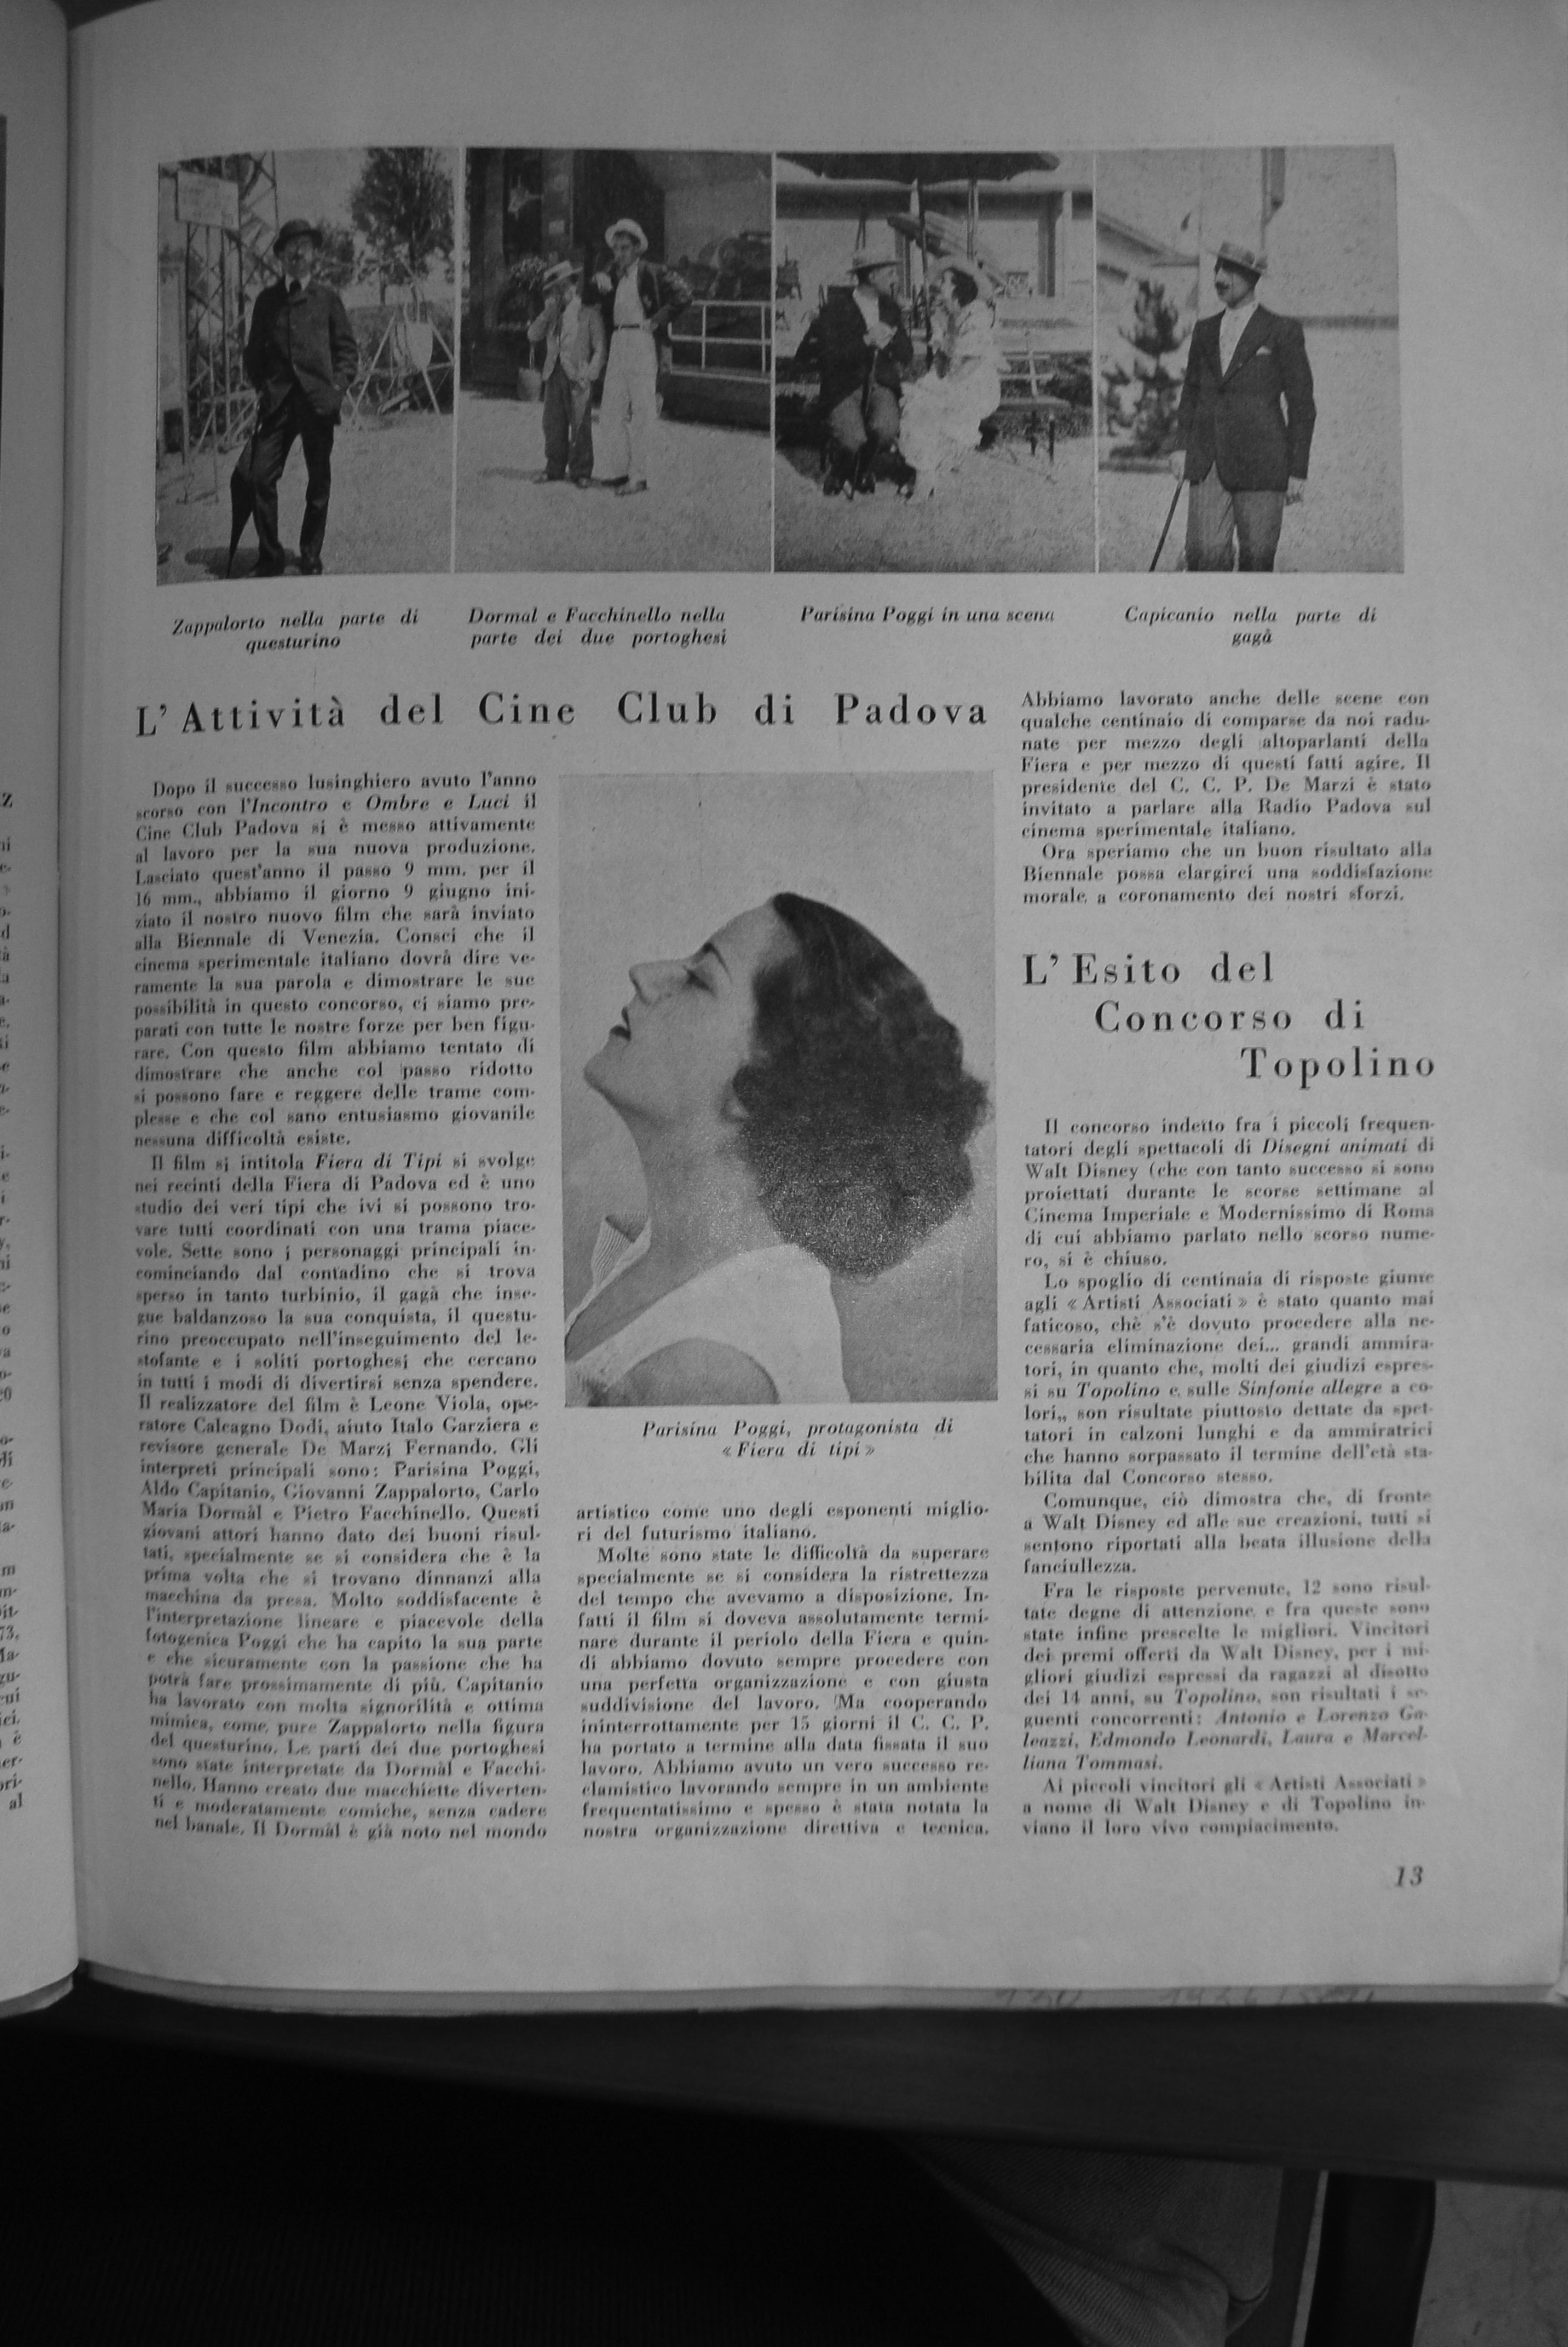 Zappalorto nella parte di
questurino
Dormàl e Facchinello nella
parte dei due portoghesi
Parisina Poggi in una scena
Capicanio nella parte di
gagà
L'Attività del Cine Club di Padova
Dopo il successo lusinghiero avuto l'anno
scorso con l'Incontro e Ombre e Luci il
Cine Club Padova si è messo attivamente
al lavoro per la sua nuova produzione.
Lasciato quest'anno il passo 9 mm. per il
16 mm., abbiamo il giorno 9 giugno ini-
ziato il nostro nuovo film che sarà inviato
alla Biennale di Venezia. Consci che il
cinema sperimentale italiano dovrà dire ve-
ramente la sua parola e dimostrare le sue
possibilità in questo concorso, ci siamo pre-
parati con tutte le nostre forze per ben figu-
rare. Con questo film abbiamo tentato di
dimostrare che anche col passo ridotto
si possono fare e reggere delle trame com-
plesse e che col sano entusiasmo giovanile
nessuna difficoltà esiste.
Il film si intitola Fiera di Tipi si svolge
nei recinti della Fiera di Padova ed è uno
studio dei veri tipi che ivi si possono tro-
vare tutti coordinati con una trama piace-
vole. Sette sono i personaggi principali in-
cominciando dal contadino che si trova
sperso in tanto turbinio, il gagà che inse-
gue baldanzoso la sua conquista, il questu-
rino preoccupato nell'inseguimento del le-
stofante e i soliti portoghesi che cercano
in tutti i modi di divertirsi senza spendere.
Il realizzatore del film è Leone Viola, ope-
ratore Calcagno Dodi, aiuto Italo Garziera e
revisore generale De Marzi Fernando. Gli
interpreti principali sono: Parisina Poggi,
Aldo Capitanio, Giovanni Zappalorto, Carlo
Maria Dormàl e Pietro Facchinello. Questi
giovani attori hanno dato dei buoni risul-
tati, specialmente se si considera che è la
prima volta che si trovano dinnanzi alla
macchina da presa. Molto soddisfacente è
l'interpretazione lineare e piacevole della
fotogenica Poggi che ha capito la sua parte
e che sicuramente con la passione che ha
potrà fare prossimamente di più. Capitanio
ha lavorato con molta signorilità e ottima
mimica, come, pure Zappalorto nella figura
del questurino. Le parti dei due portoghesi
sono state interpretate da Dormàl e Facchi-
nello. Hanno creato due macchiette diverten-
ti e moderatamente comiche, senza cadere
nel banale. Il Dormàl è già noto nel mondo
Parisina Poggi, protagonista di
« Fiera di tipi »
artistico come uno degli esponenti miglio-
ri del futurismo italiano.
Molte sono state le difficoltà da superare
specialmente se si considera la ristrettezza
del tempo che avevamo a disposizione. In-
fatti il film si doveva assolutamente termi-
nare durante il periolo della Fiera e quin-
di abbiamo dovuto sempre procedere con
una perfetta organizzazione e con giusta
suddivisione del lavoro. Ma cooperando
ininterrottamente per 15 giorni il C. C. P.
ha portato a termine alla data fissata il suo
lavoro. Abbiamo avuto un vero successo re-
clamistico lavorando sempre in un ambiente
frequentatissimo e spesso è stata notata la
nostra organizzazione direttiva e tecnica.
Abbiamo lavorato anche delle scene con
qualche centinaio di comparse da noi radu-
nate per mezzo degli altoparlanti della
Fiera e per mezzo di questi fatti agire. Il
presidente del C. C. P. De Marzi è stato
invitato a parlare alla Radio Padova sul
cinema sperimentale italiano.
Ora speriamo che un buon risultato alla
Biennale possa elargirci una soddisfazione
morale, a coronamento dei nostri sforzi.
L'Esito del
Concorso di
Topolino
Il concorso indetto fra i piccoli frequen-
tatori degli spettacoli di Disegni animati di
Walt Disney (che con tanto successo si sono
proiettati durante le scorse settimane al
Cinema Imperiale e Modernissimo di Roma
di cui abbiamo parlato nello scorso nume-
ro, si è chiuso.
Lo spoglio di centinaia di risposte giunte
agli « Artisti Associati » è stato quanto mai
faticoso, chè s'è dovuto procedere alla ne-
cessaria eliminazione dei... grandi ammira-
tori, in quanto che, molti dei giudizi espres-
si su Topolino e, sulle Sinfonie allegre a co-
lori,, son risultate piuttosto dettate da spet-
tatori in calzoni lunghi e da ammiratrici
che hanno sorpassato il termine dell'età sta-
bilita dal Concorso stesso.
Comunque, ciò dimostra che, di fronte
a Walt Disney ed alle sue creazioni, tutti si
sentono riportati alla beata illusione della
fanciullezza.
Fra le risposte pervenute, 12 sono risul-
tate degne di attenzione, e fra queste sono
state infine prescelte le migliori. Vincitori
dei premi offerti da Walt Disney, per i mi-
gliori giudizi espressi da ragazzi al disotto
dei 14 anni, su Topolino, son risultati i se-
guenti concorrenti: Antonio e Lorenzo Ga-
leazzi, Edmondo Leonardi, Laura e Marcel-
liana Tommasi.
Ai piccoli vincitori gli « Artisti Associati »
a nome di Walt Disney e di Topolino in-
viano il loro vivo compiacimento.
13